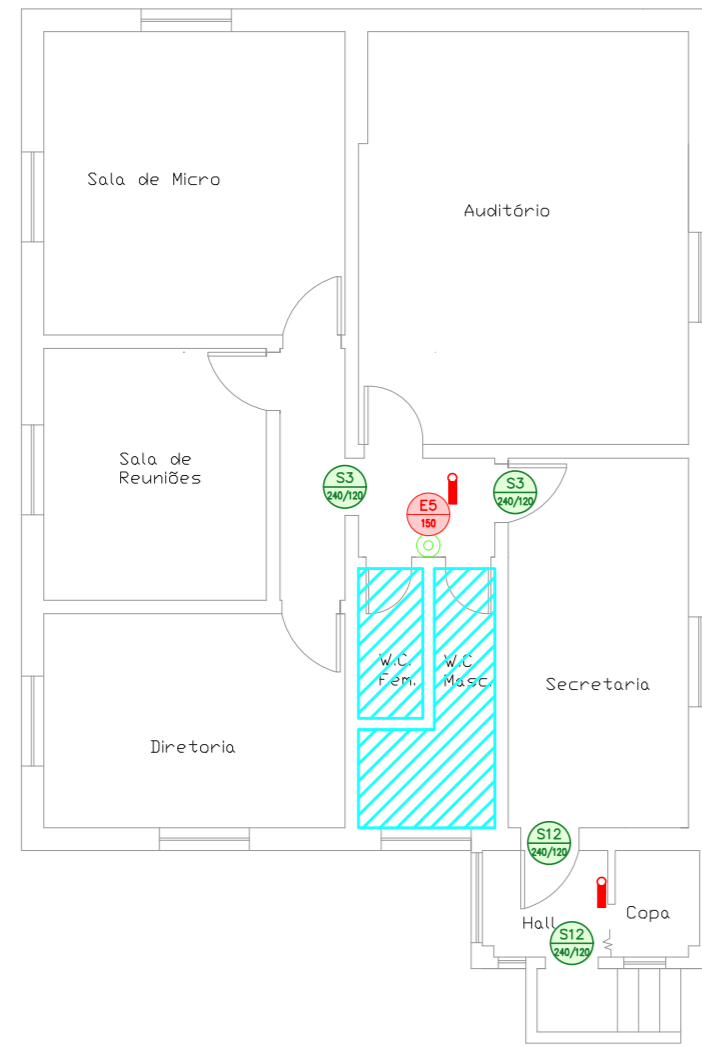 Sala de Micro
Auditório
Sala de
Reuniões
S3
240/120
S3
240/120
E5
150
W.C.
Fem.
W.C
Masc.
Secretaria
Diretoria
S12
240/120
Hall
Copa
S12
240/120